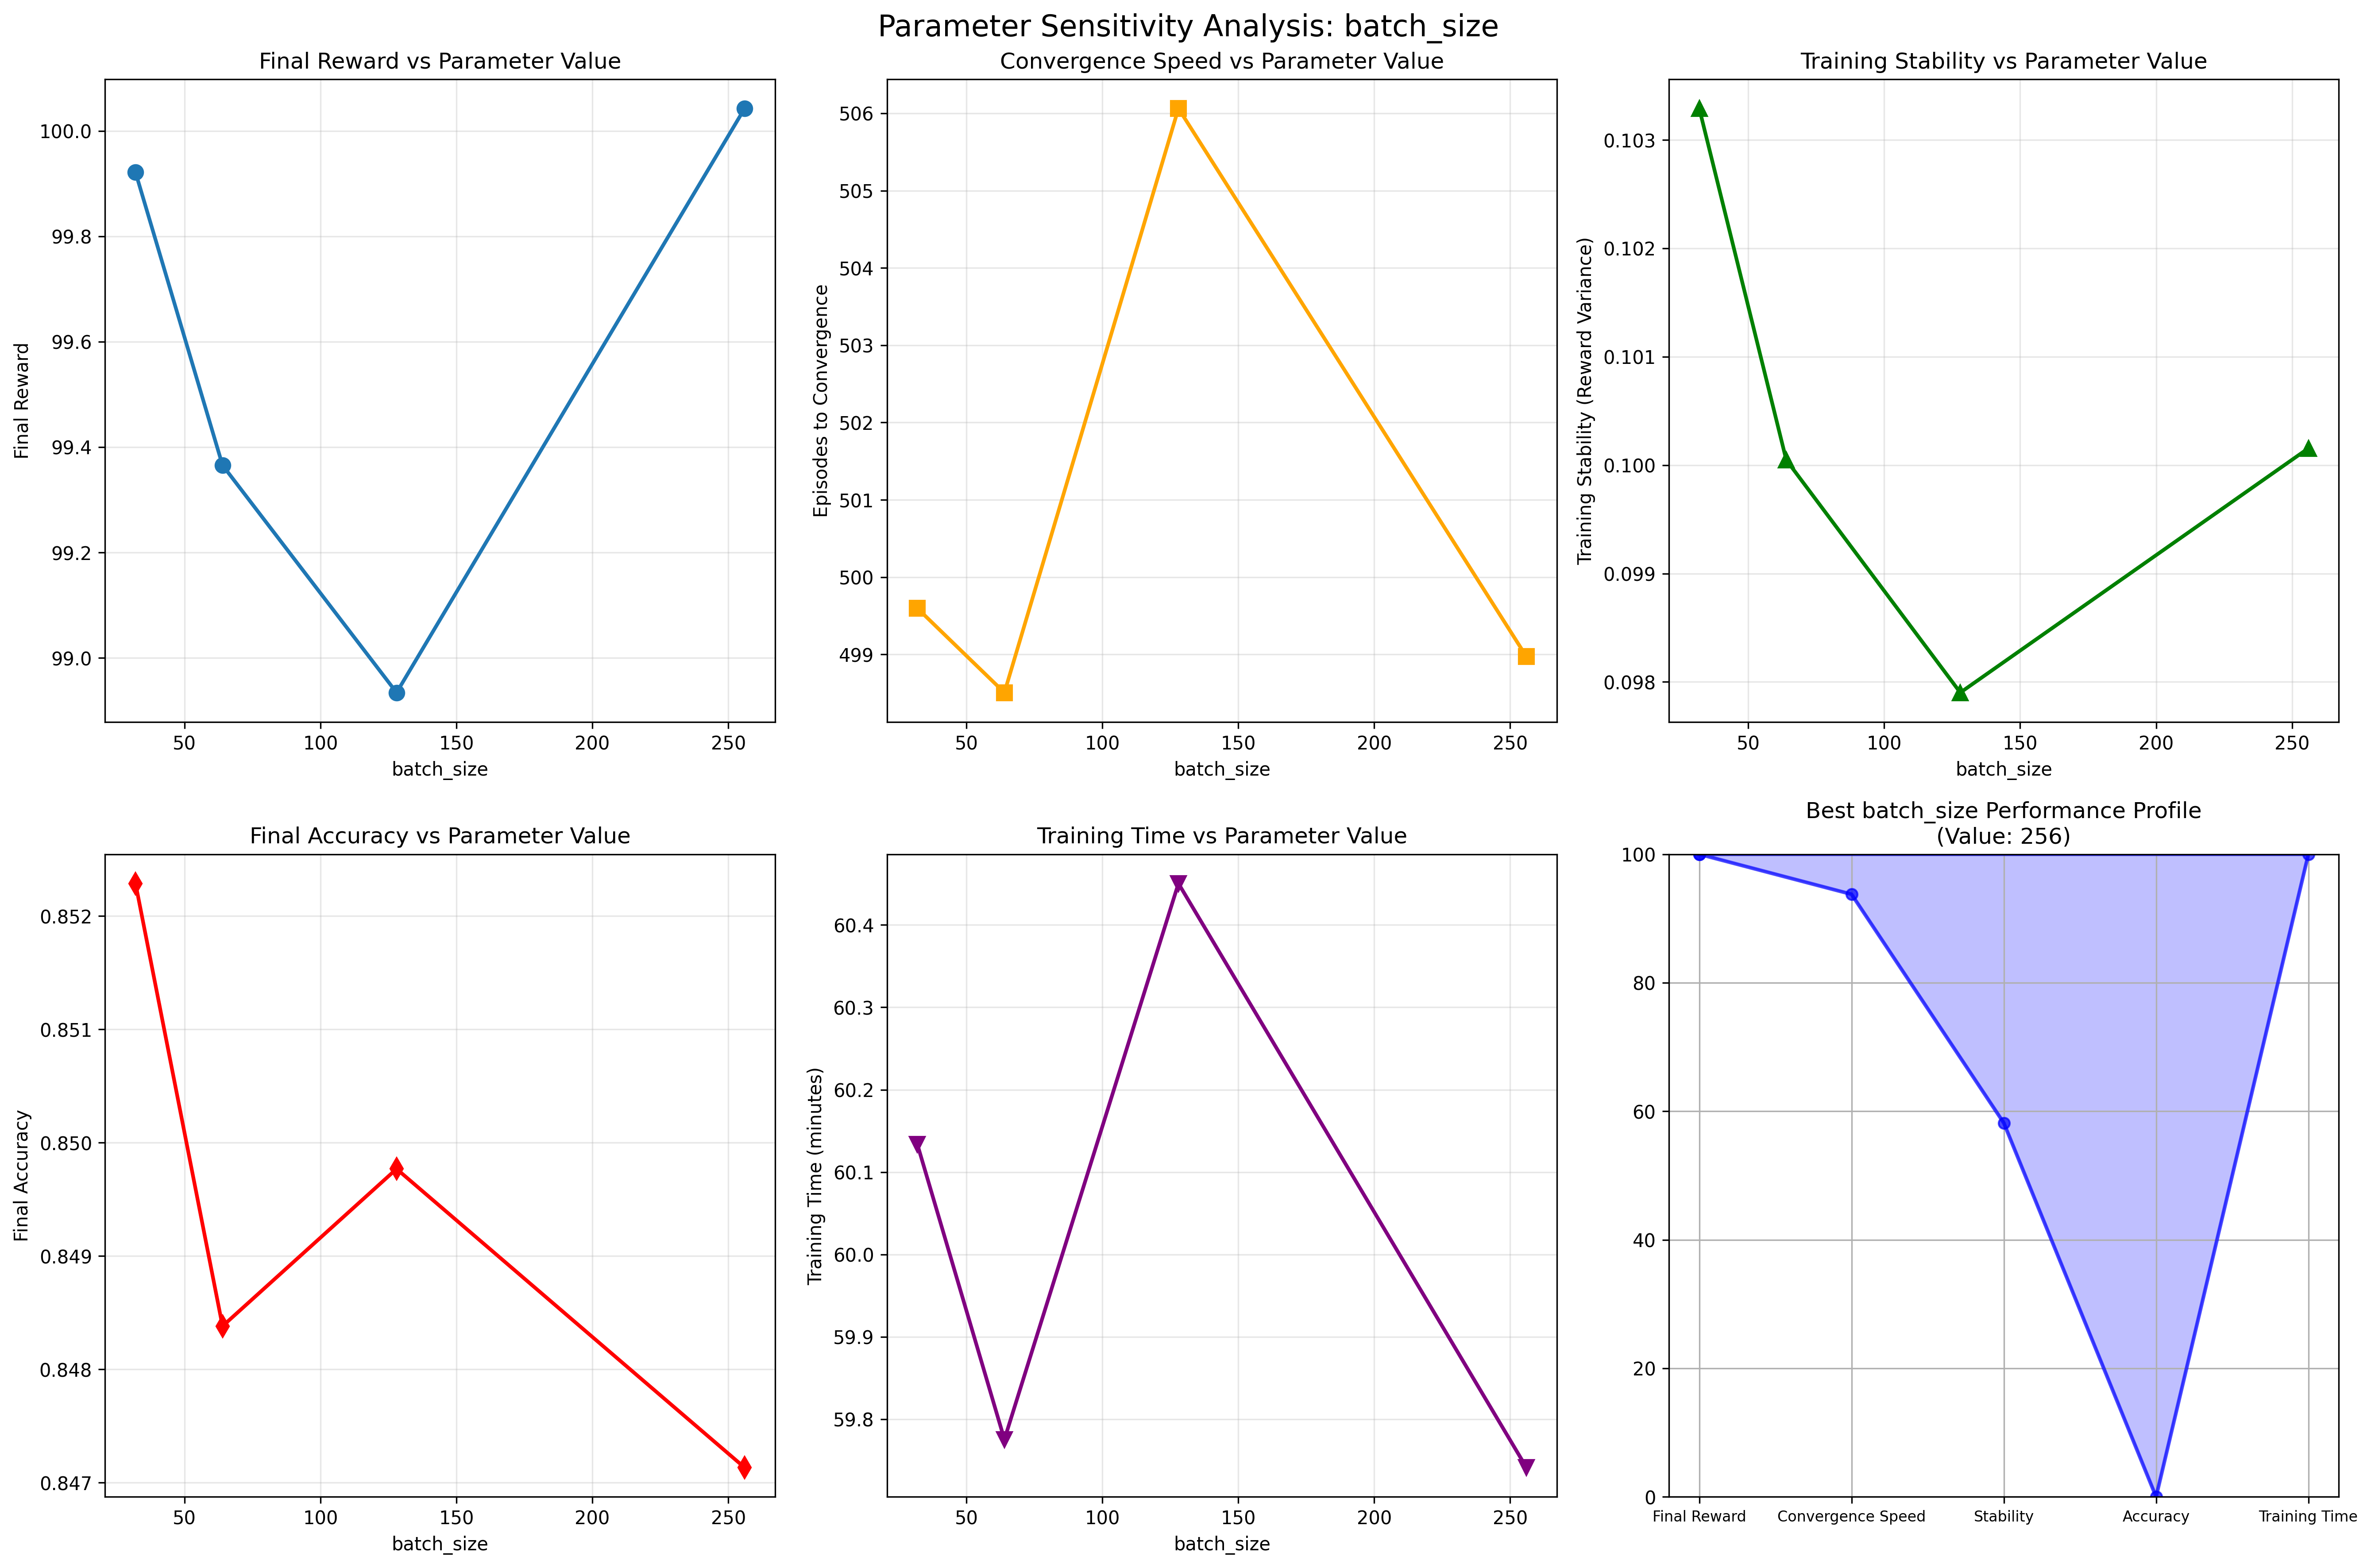 Parameter Sensitivity Analysis: batch_size
Final Reward vs Parameter Value
Final Reward
100.0
99.8
99.6
99.4
99.2
99.0
50 100 150 200 250
batch_size
Convergence Speed vs Parameter Value
Episodes to Convergence
506
505
504
503
502
501
500
499
50 100 150 200 250
batch_size
Training Stability vs Parameter Value
Training Stability (Reward Variance)
0.103
0.102
0.101
0.100
0.099
0.098
50 100 150 200 250
batch_size
Final Accuracy vs Parameter Value
Final Accuracy
0.852
0.851
0.850
0.849
0.848
0.847
50 100 150 200 250
batch_size
Training Time vs Parameter Value
Training Time (minutes)
60.4
60.3
60.2
60.1
60.0
59.9
59.8
50 100 150 200 250
batch_size
Best batch_size Performance Profile
(Value: 256)
100
80
60
40
20
0
Final Reward Convergence Speed Stability Accuracy Training Time